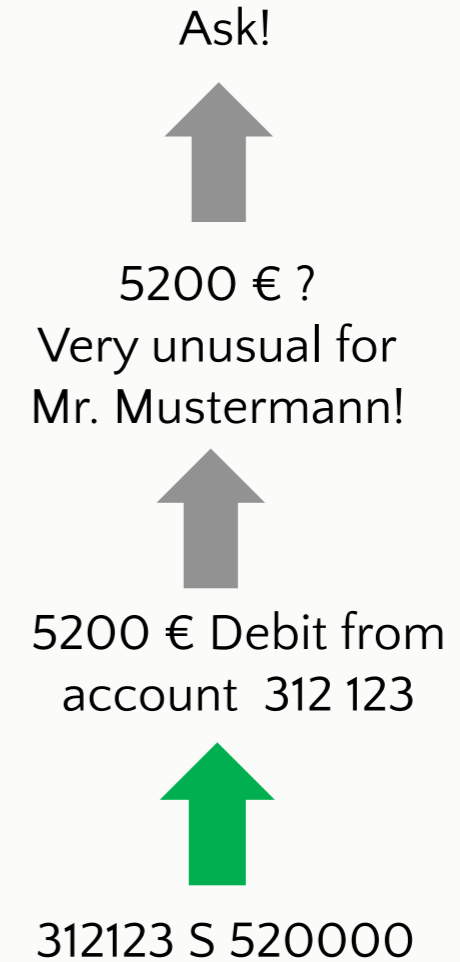 Ask!
5200 € ?
Very unusual for
Mr. Mustermann!
5200 € Debit from
account 312 123
312123 S 520000